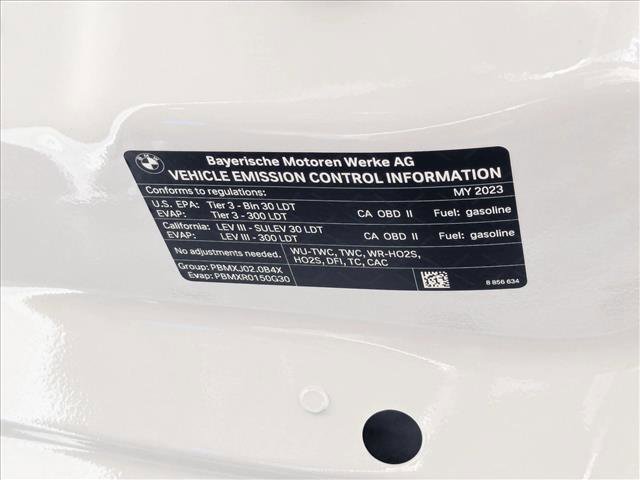 Bayerische Motoren Werke AG
VEHICLE EMISSION CONTROL INFORMATION
Conforms to regulations: MY 2023
U.S. EPA: Tier 3 - Bin 30 LDT
EVAP: Tier 3 - 300 LDT CA OBD II Fuel: gasoline
California: LEV III - SULEV 30 LDT
Evap: LEV III - 300 LDT CA OBD II Fuel: gasoline
No adjustments needed. WU-TWC, TWC, WR-HO2S,
HO2S, DFI, TC, CAC
Group: PBMXJ02.0B4X
Evap: PBMXR0150G30
8 856 634